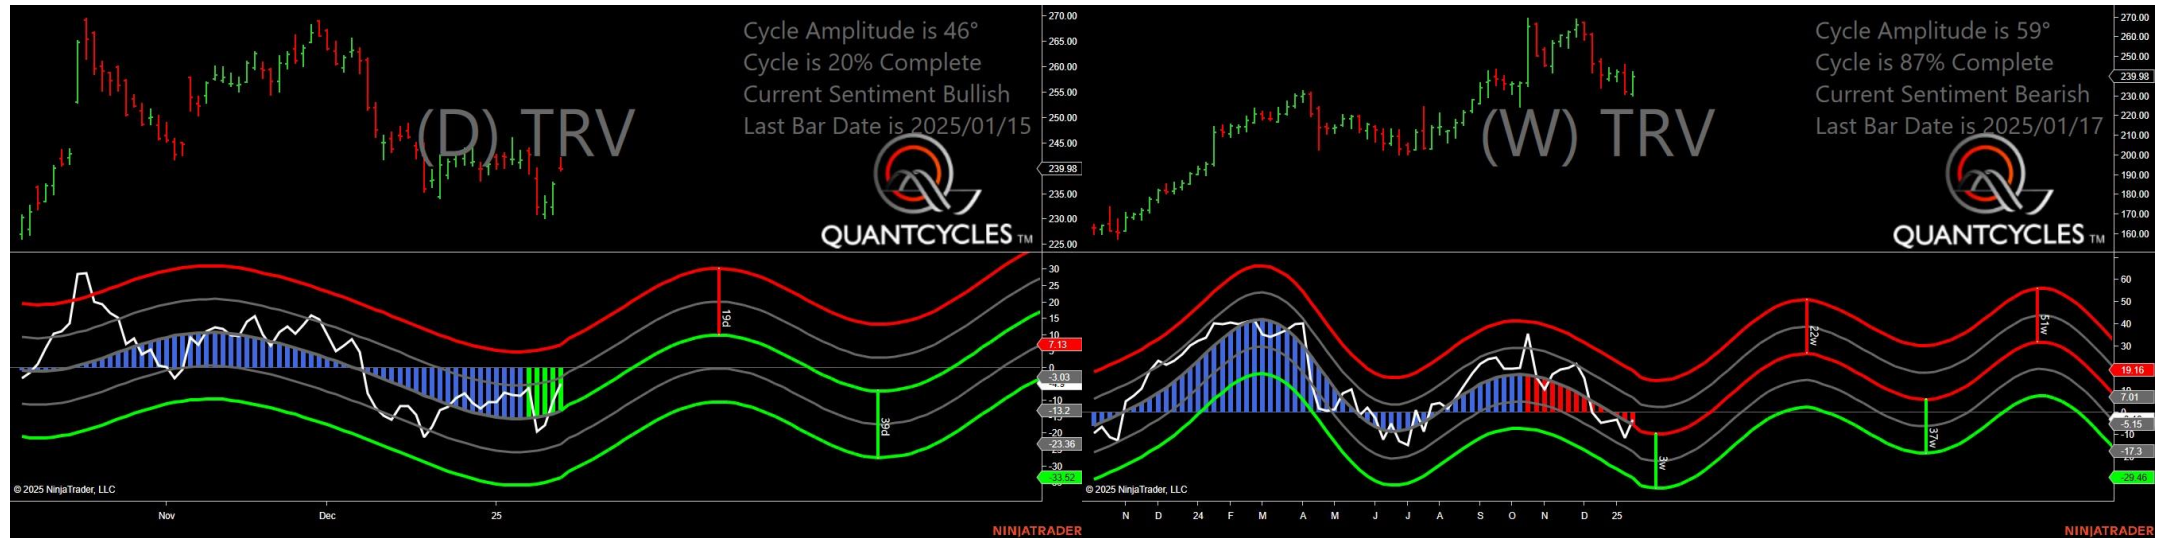 Cycle Amplitude is 46°
Cycle is 20% Complete
Current Sentiment Bullish
Last Bar Date is 2025/01/15
(D) TRV
QUANTCYCLES TM
270.00
265.00
260.00
255.00
250.00
245.00
239.98
235.00
230.00
225.00
19d
39d
30
25
20
15
10
7.13
5
0
-3.03
-4.9
-10
-13.2
-20
-23.36
-30
-33.52
© 2025 NinjaTrader, LLC
Nov
Dec
25
NINJATRADER
Cycle Amplitude is 59°
Cycle is 87% Complete
Current Sentiment Bearish
Last Bar Date is 2025/01/17
(W) TRV
QUANTCYCLES TM
270.00
260.00
250.00
239.98
230.00
220.00
210.00
200.00
190.00
180.00
170.00
160.00
22w
51w
3w
37w
60
50
40
30
19.16
10
7.01
0
-5.15
-10
-17.3
-29.46
© 2025 NinjaTrader, LLC
N D 24 F M A M J J A S O N D 25
NINJATRADER